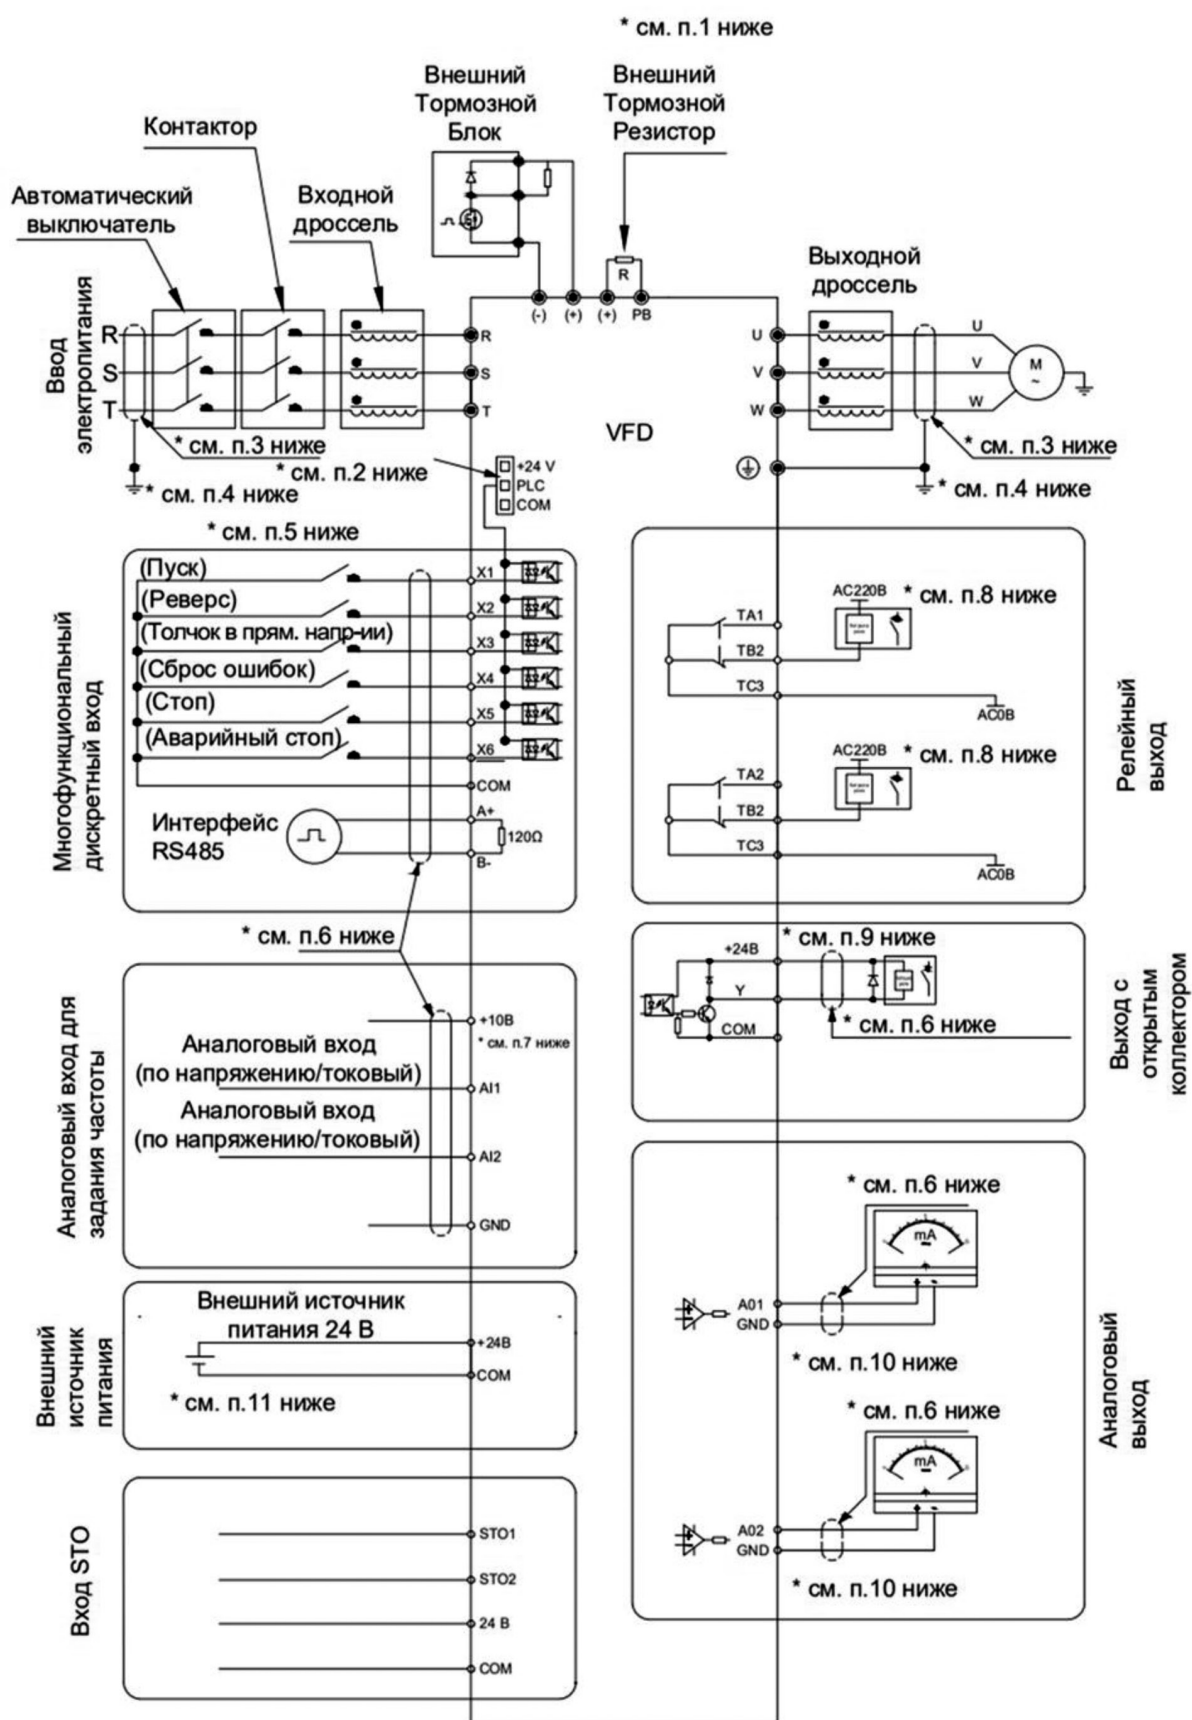 * см. п.1 ниже
Внешний
Тормозной
Блок
Внешний
Тормозной
Резистор
Контактор
Автоматический
выключатель
Входной
дроссель
Выходной
дроссель
R
(-)
(+)
(+)
PB
Ввод
электропитания
R
S
T
R
S
T
U
V
W
U
V
W
M
~
VFD
* см. п.3 ниже
* см. п.2 ниже
* см. п.4 ниже
* см. п.3 ниже
* см. п.4 ниже
+24 V
PLC
COM
* см. п.5 ниже
Многофункциональный
дискретный вход
(Пуск)
(Реверс)
(Толчок в прям. напр-ии)
(Сброс ошибок)
(Стоп)
(Аварийный стоп)
X1
X2
X3
X4
X5
X6
COM
A+
120Ω
B-
Интерфейс
RS485
* см. п.6 ниже
Аналоговый вход для
задания частоты
+10В
* см. п.7 ниже
Аналоговый вход
(по напряжению/токовый)
AI1
Аналоговый вход
(по напряжению/токовый)
AI2
GND
Внешний
источник
питания
Внешний источник
питания 24 В
+24В
COM
* см. п.11 ниже
Вход STO
STO1
STO2
24 В
COM
AC220В
* см. п.8 ниже
TA1
TB2
TC3
AC0В
AC220В
* см. п.8 ниже
TA2
TB2
TC3
AC0В
Релейный
выход
* см. п.9 ниже
+24В
Y
COM
* см. п.6 ниже
Выход с
открытым
коллектором
* см. п.6 ниже
mA
A01
GND
* см. п.10 ниже
* см. п.6 ниже
mA
A02
GND
* см. п.10 ниже
Аналоговый
выход